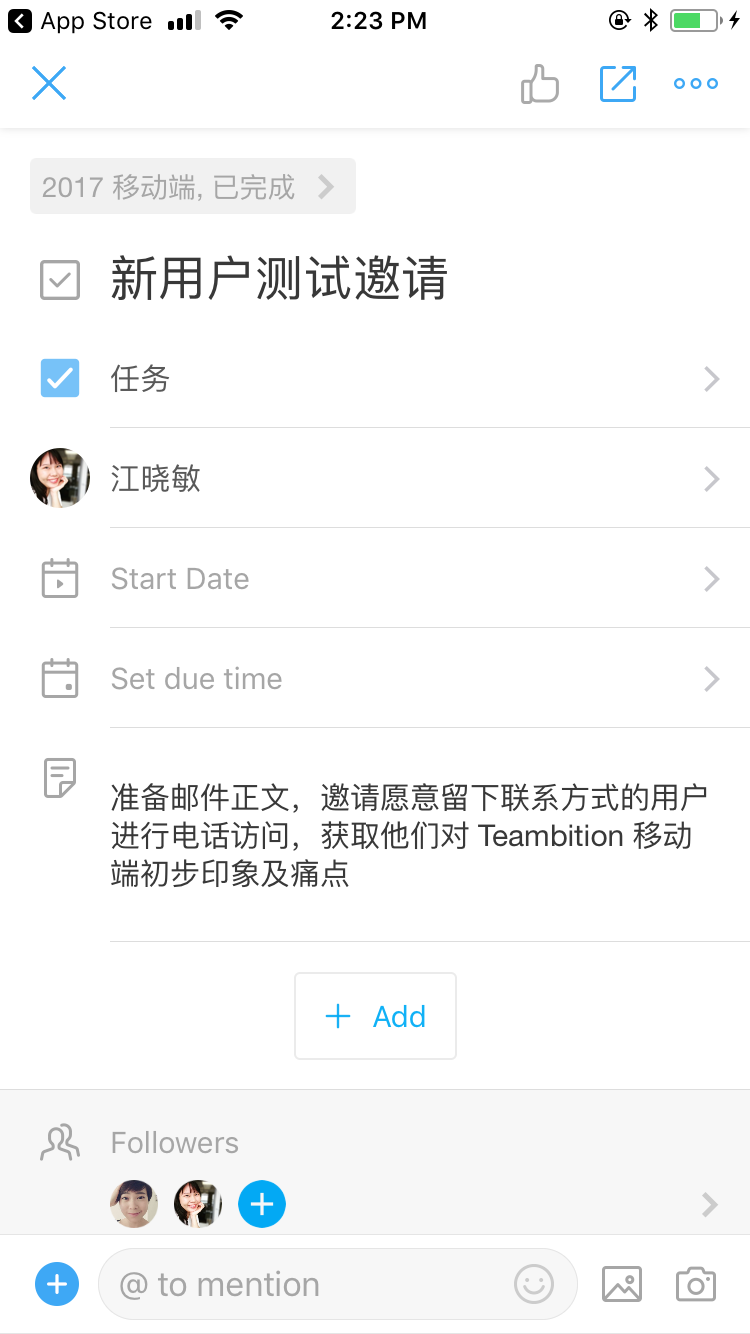 App Store 2:23 PM
2017 移动端, 已完成
新用户测试邀请
任务
江晓敏
Start Date
Set due time
准备邮件正文，邀请愿意留下联系方式的用户
进行电话访问，获取他们对 Teambition 移动
端初步印象及痛点
Add
Followers
@ to mention